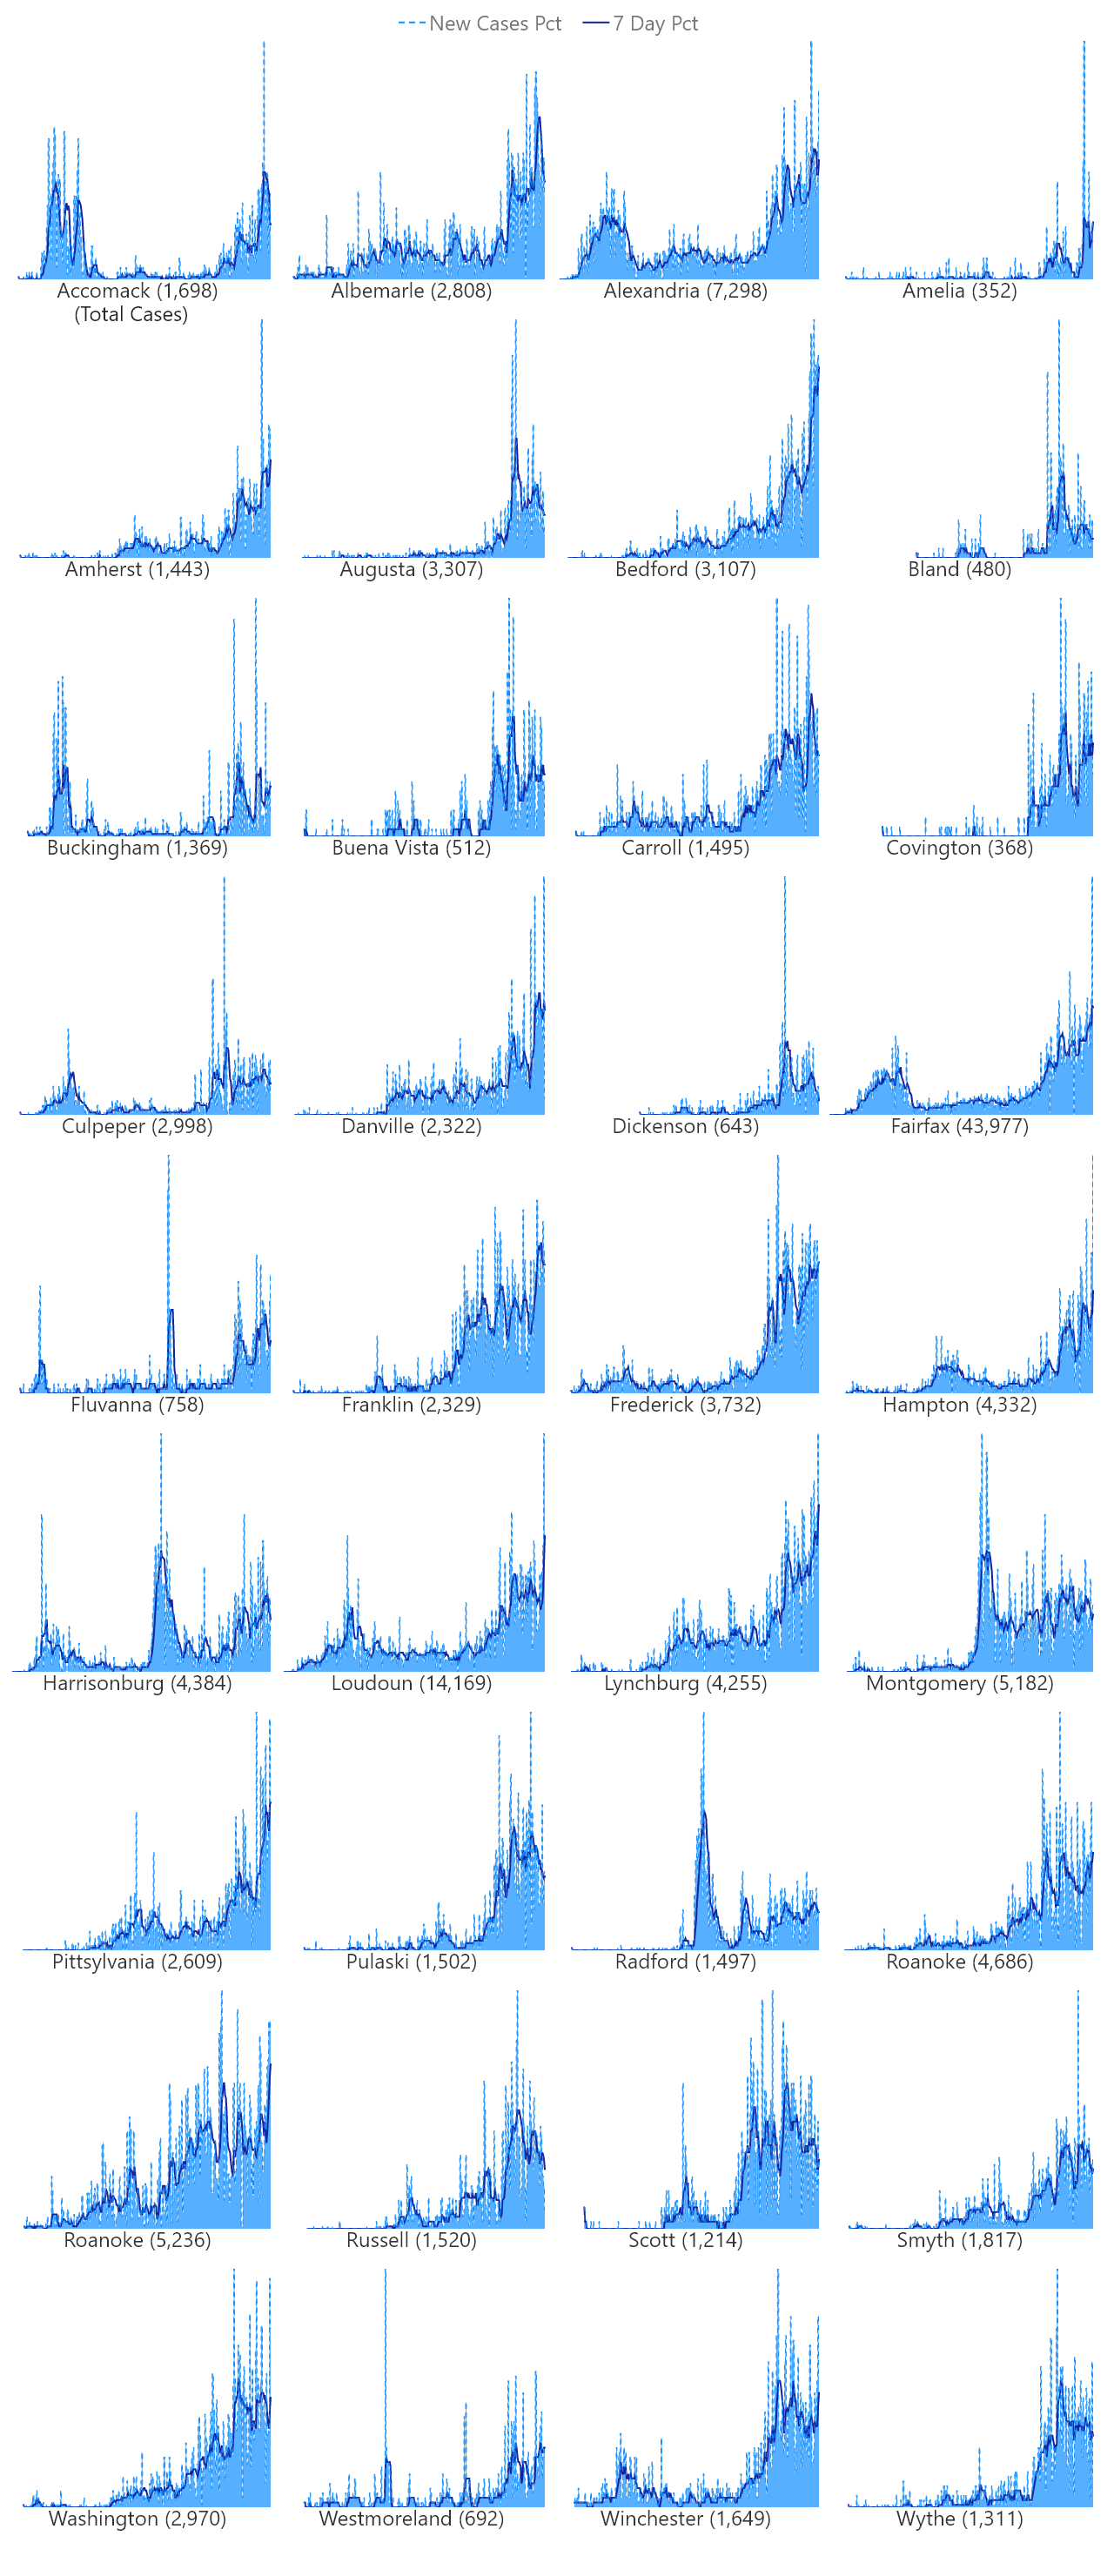 New Cases Pct 7 Day Pct
Accomack (1,698) Albemarle (2,808) Alexandria (7,298) Amelia (352)
(Total Cases)
Amherst (1,443) Augusta (3,307) Bedford (3,107) Bland (480)
Buckingham (1,369) Buena Vista (512) Carroll (1,495) Covington (368)
Culpeper (2,998) Danville (2,322) Dickenson (643) Fairfax (43,977)
Fluvanna (758) Franklin (2,329) Frederick (3,732) Hampton (4,332)
Harrisonburg (4,384) Loudoun (14,169) Lynchburg (4,255) Montgomery (5,182)
Pittsylvania (2,609) Pulaski (1,502) Radford (1,497) Roanoke (4,686)
Roanoke (5,236) Russell (1,520) Scott (1,214) Smyth (1,817)
Washington (2,970) Westmoreland (692) Winchester (1,649) Wythe (1,311)